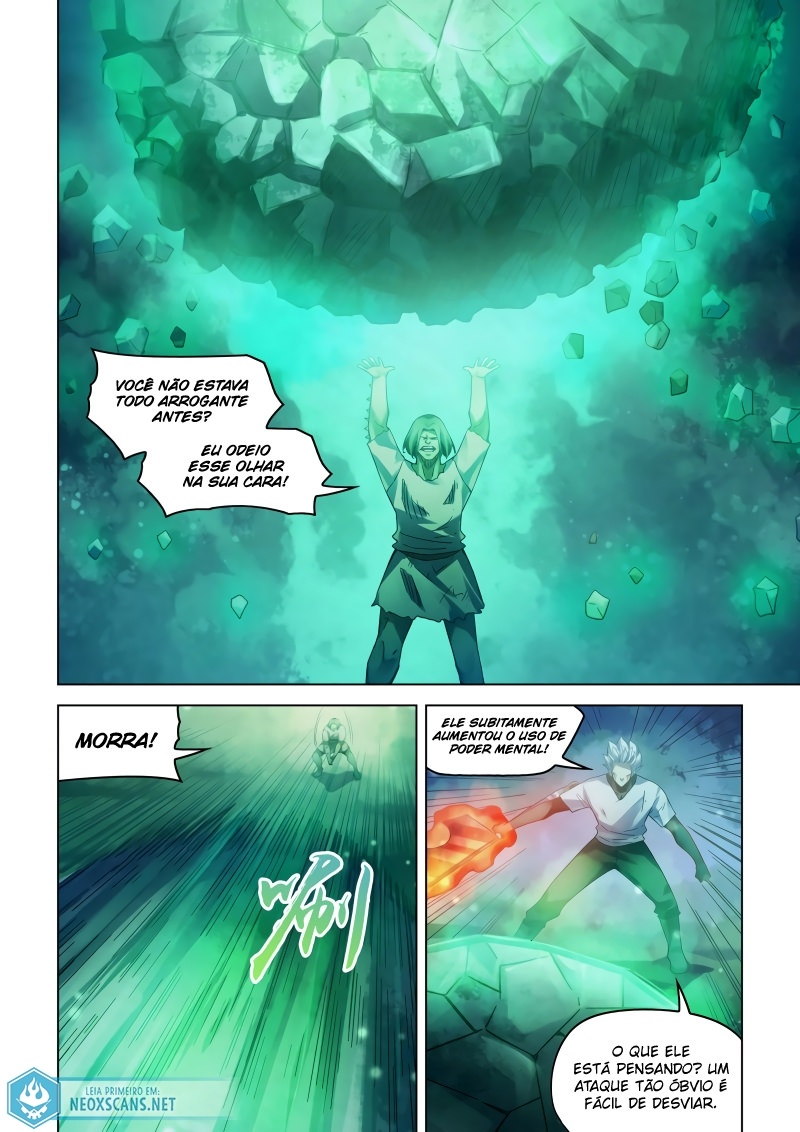 VOCÊ NÃO ESTAVA
TODO ARROGANTE
ANTES?
EU ODEIO
ESSE OLHAR
NA SUA CARA!
MORRA!
ELE SUBITAMENTE
AUMENTOU O USO DE
PODER MENTAL!
O QUE ELE
ESTÁ PENSANDO? UM
ATAQUE TÃO ÓBVIO É
FÁCIL DE DESVIAR.
LEIA PRIMEIRO EM:
NEOXSCANS.NET